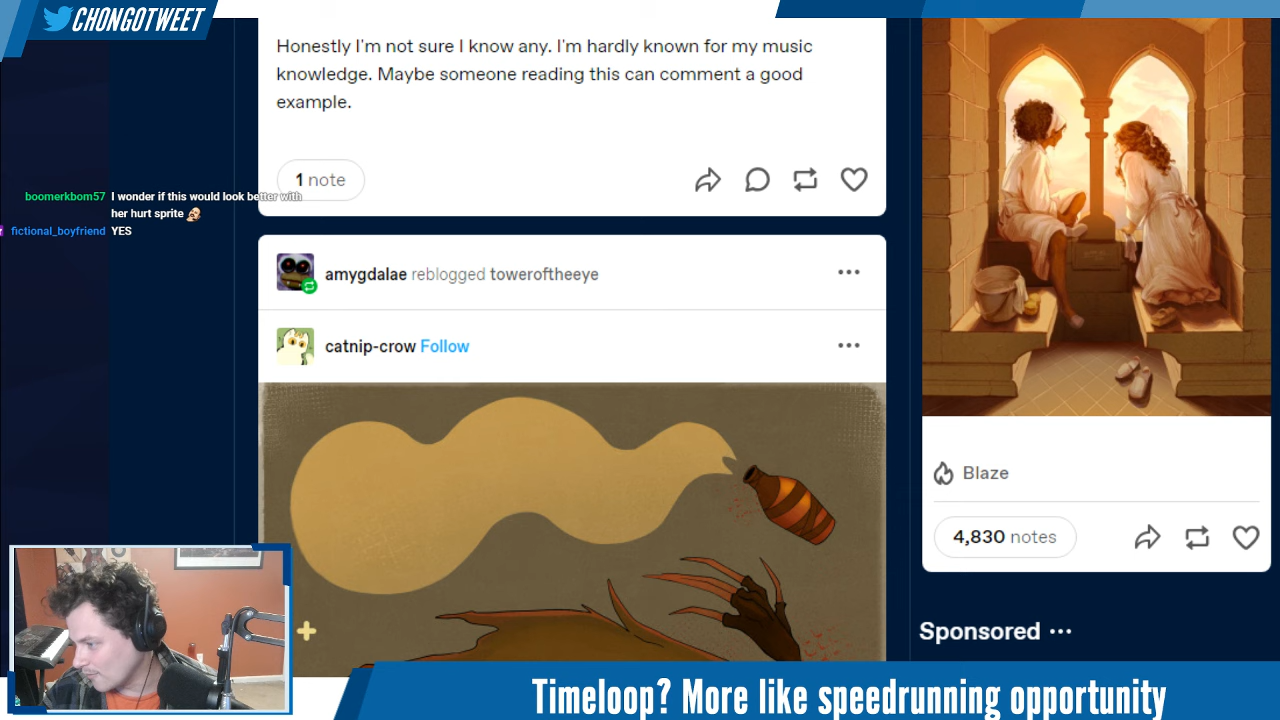 CHONGOTWEET
Honestly I'm not sure I know any. I'm hardly known for my music
knowledge. Maybe someone reading this can comment a good
example.
1 note
boomerkbom57 I wonder if this would look better with
her hurt sprite
fictional_boyfriend YES
amygdalae reblogged toweroftheeye
catnip-crow Follow
Blaze
4,830 notes
Sponsored
Timeloop? More like speedrunning opportunity